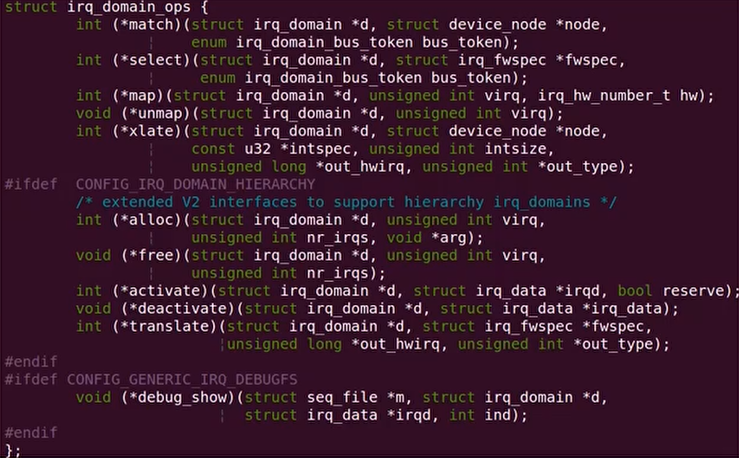 struct irq_domain_ops {
        int (*match)(struct irq_domain *d, struct device_node *node,
                     enum irq_domain_bus_token bus_token);
        int (*select)(struct irq_domain *d, struct irq_fwspec *fwspec,
                      enum irq_domain_bus_token bus_token);
        int (*map)(struct irq_domain *d, unsigned int virq, irq_hw_number_t hw);
        void (*unmap)(struct irq_domain *d, unsigned int virq);
        int (*xlate)(struct irq_domain *d, struct device_node *node,
                     const u32 *intspec, unsigned int intsize,
                     unsigned long *out_hwirq, unsigned int *out_type);
#ifdef  CONFIG_IRQ_DOMAIN_HIERARCHY
        /* extended V2 interfaces to support hierarchy irq_domains */
        int (*alloc)(struct irq_domain *d, unsigned int virq,
                     unsigned int nr_irqs, void *arg);
        void (*free)(struct irq_domain *d, unsigned int virq,
                     unsigned int nr_irqs);
        int (*activate)(struct irq_domain *d, struct irq_data *irqd, bool reserve);
        void (*deactivate)(struct irq_domain *d, struct irq_data *irq_data);
        int (*translate)(struct irq_domain *d, struct irq_fwspec *fwspec,
                         unsigned long *out_hwirq, unsigned int *out_type);
#endif
#ifdef CONFIG_GENERIC_IRQ_DEBUGFS
        void (*debug_show)(struct seq_file *m, struct irq_domain *d,
                           struct irq_data *irqd, int ind);
#endif
};